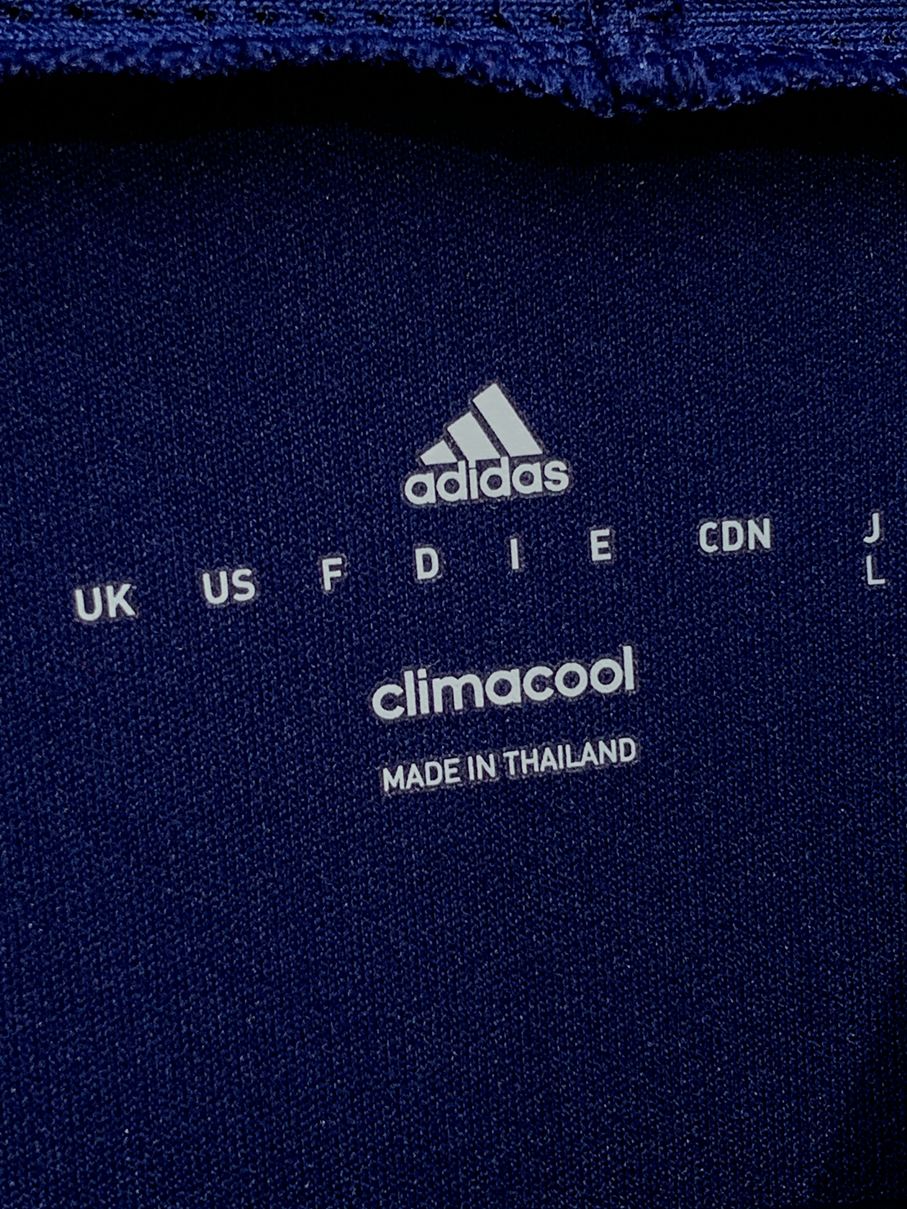 adidas
UK US F D I E CDN J
L
climacool
MADE IN THAILAND